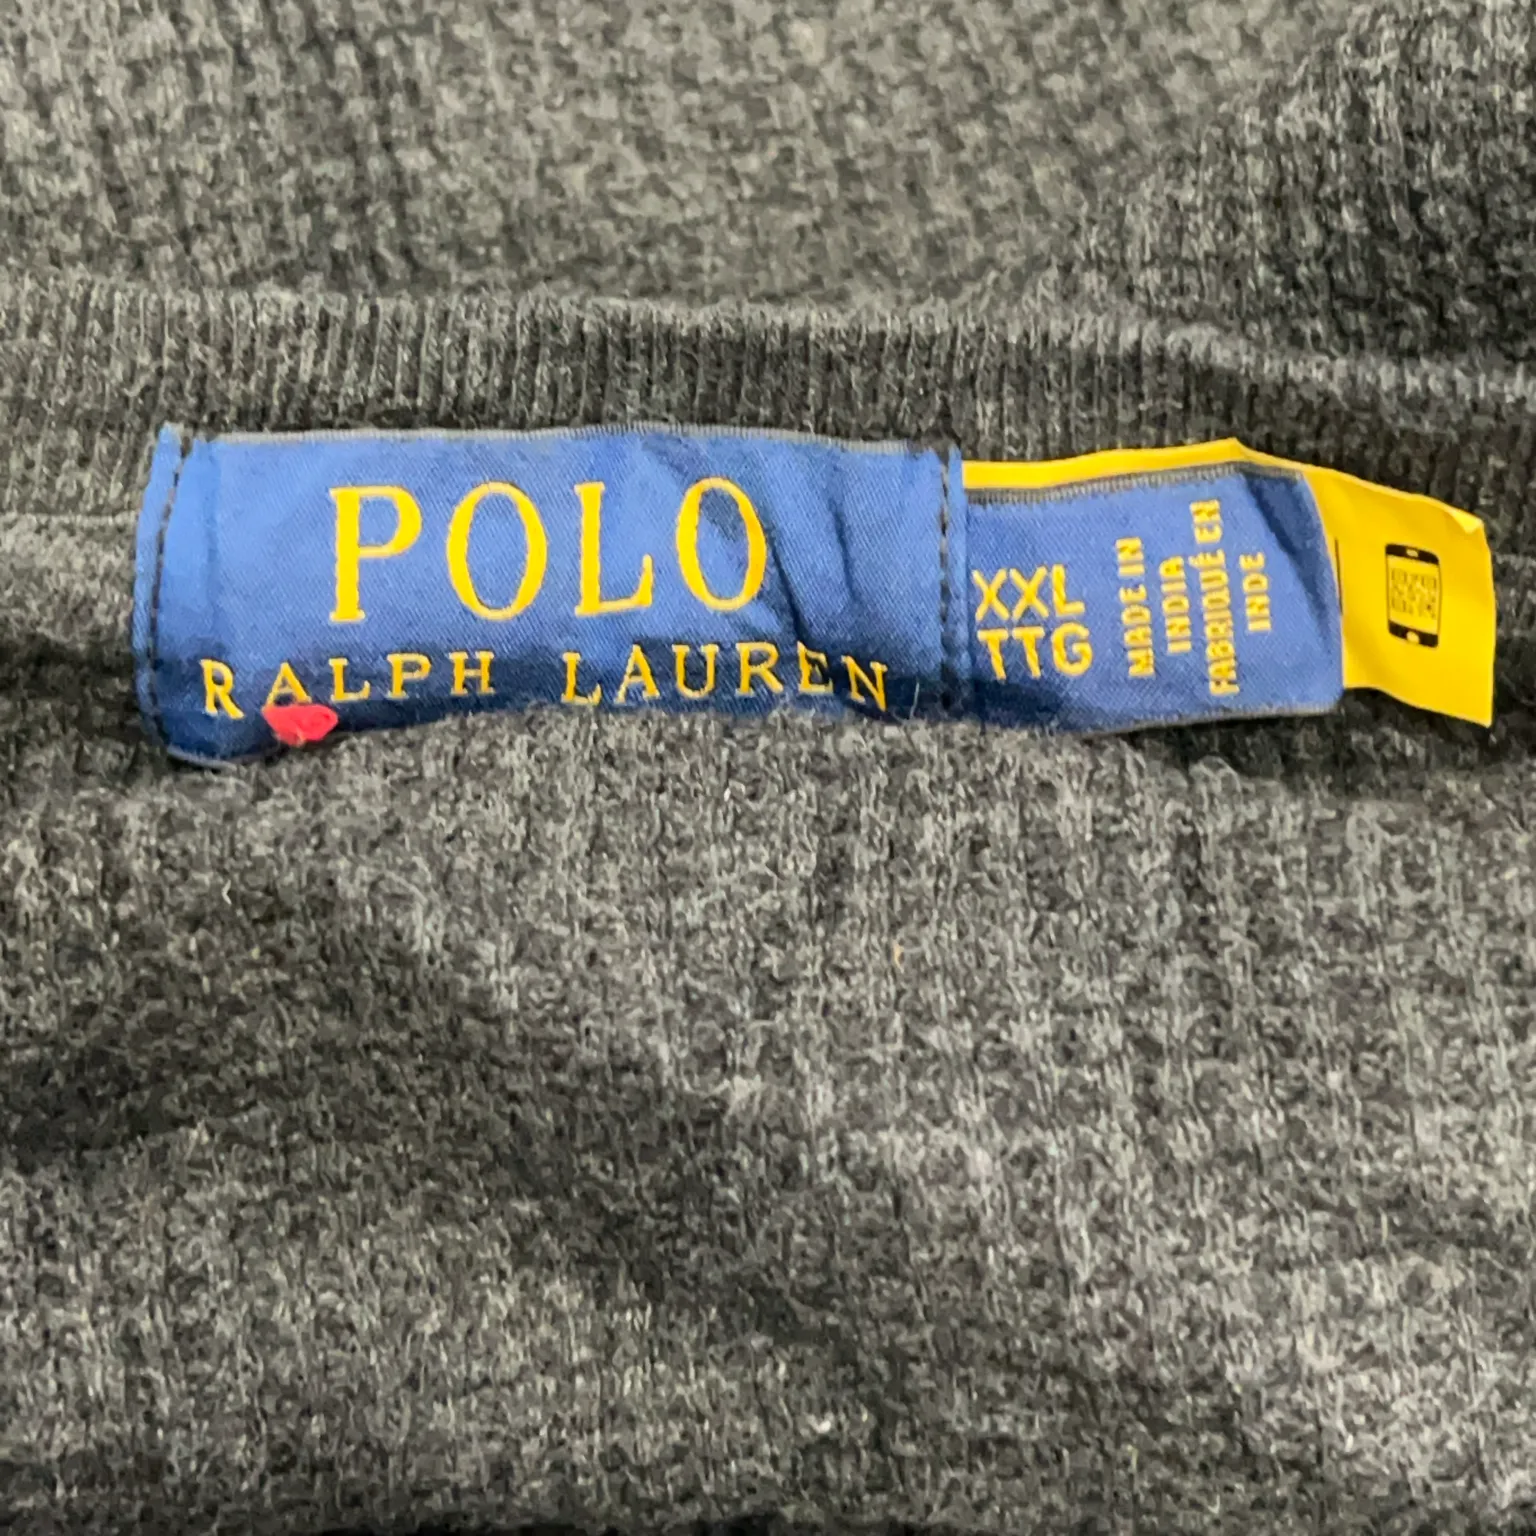 POLO
RALPH LAUREN
XXL
TTG
MADE IN
INDIA
FABRIQUÉ EN
INDE